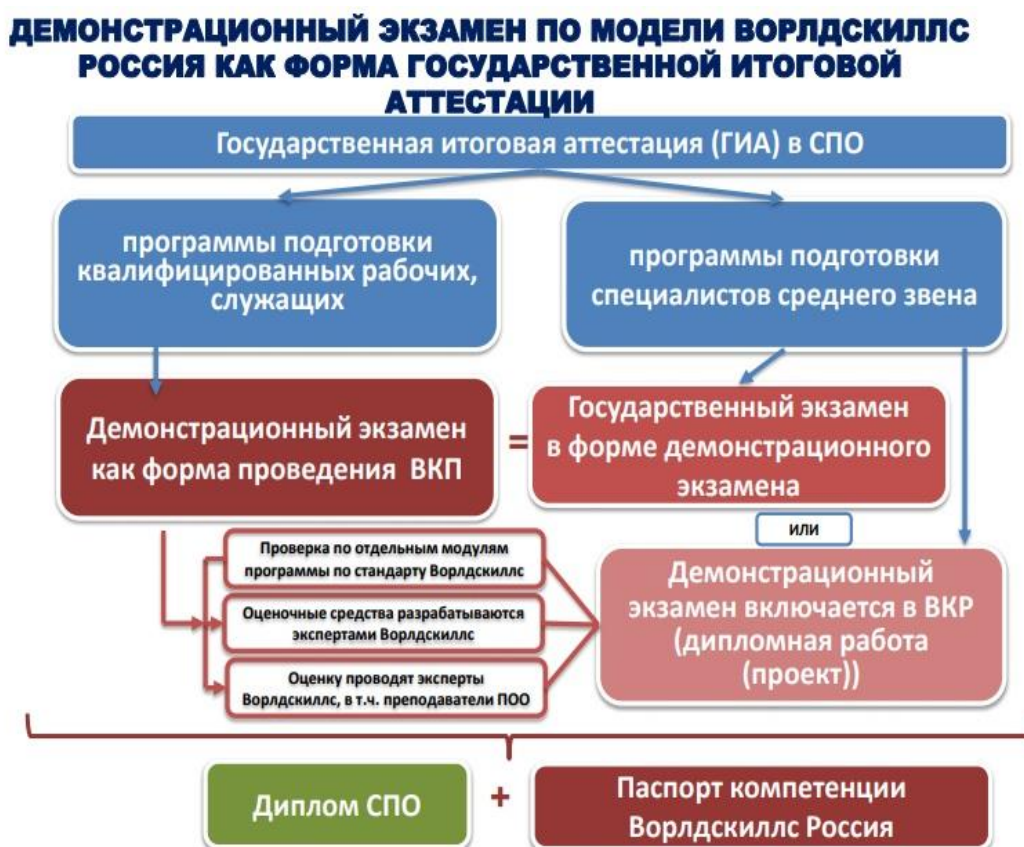 ДЕМОНСТРАЦИОННЫЙ ЭКЗАМЕН ПО МОДЕЛИ ВОРЛДСКИЛЛС
РОССИЯ КАК ФОРМА ГОСУДАРСТВЕННОЙ ИТОГОВОЙ
АТТЕСТАЦИИ
Государственная итоговая аттестация (ГИА) в СПО
программы подготовки
квалифицированных рабочих,
служащих
программы подготовки
специалистов среднего звена
Демонстрационный экзамен
как форма проведения ВКП
=
Государственный экзамен
в форме демонстрационного
экзамена
или
Проверка по отдельным модулям
программы по стандарту Ворлдскиллс
Оценочные средства разрабатываются
экспертами Ворлдскиллс
Оценку проводят эксперты
Ворлдскиллс, в т.ч. преподаватели ПОО
Демонстрационный
экзамен включается в ВКР
(дипломная работа
(проект))
Диплом СПО
+
Паспорт компетенции
Ворлдскиллс Россия